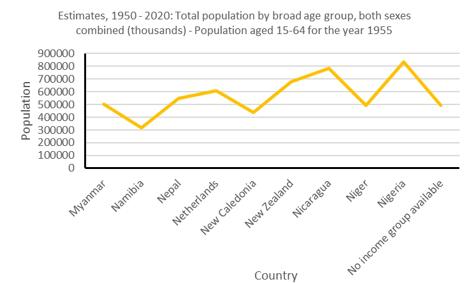 Estimates, 1950 - 2020: Total population by broad age group, both sexes
combined (thousands) - Population aged 15-64 for the year 1955
900000
800000
700000
600000
500000
400000
300000
200000
100000
0
Population
Myanmar
Namibia
Nepal
Netherlands
New Caledonia
New Zealand
Nicaragua
Niger
Nigeria
No income group available
Country